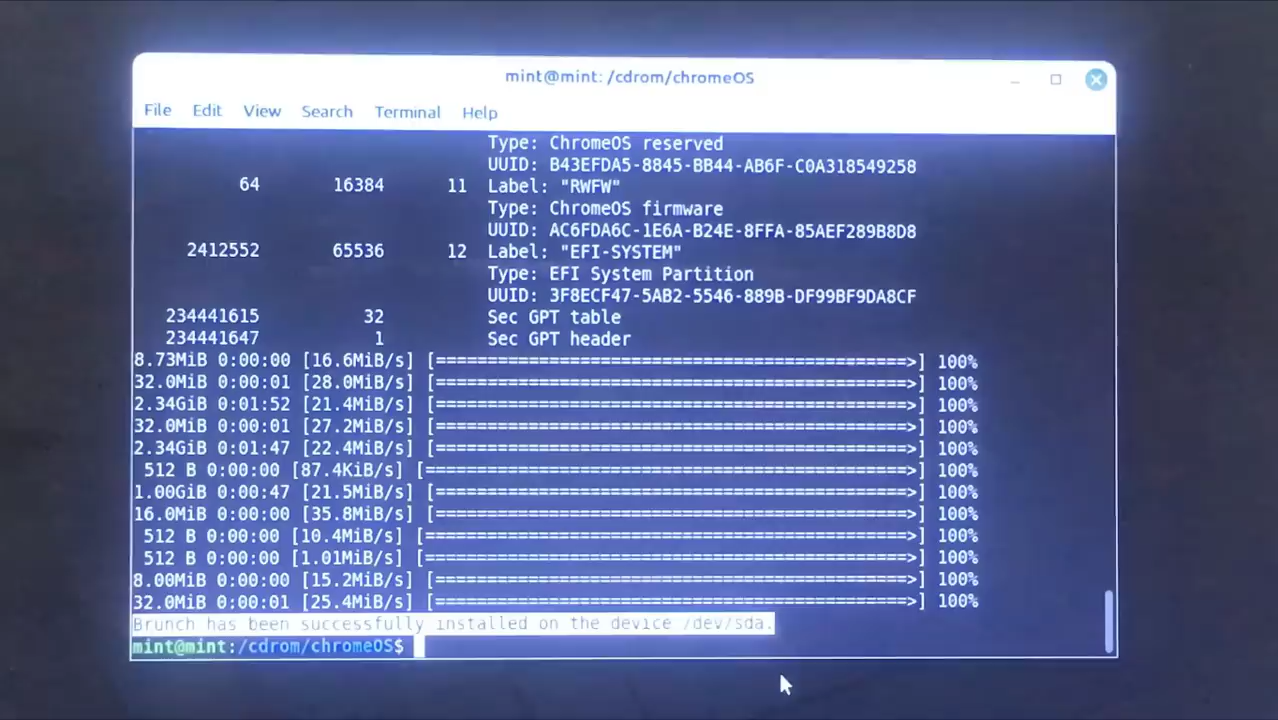 mint@mint: /cdrom/chromeOS
File Edit View Search Terminal Help
Type: ChromeOS reserved
UUID: B43EFDA5-8845-BB44-AB6F-C0A318549258
64 16384 11 Label: "RWFW"
Type: ChromeOS firmware
UUID: AC6FDA6C-1E6A-B24E-8FFA-85AEF289B8D8
2412552 65536 12 Label: "EFI-SYSTEM"
Type: EFI System Partition
UUID: 3F8ECF47-5AB2-5546-889B-DF99BF9DA8CF
234441615 32 Sec GPT table
234441647 1 Sec GPT header
8.73MiB 0:00:00 [16.6MiB/s] [==============================================>] 100%
32.0MiB 0:00:01 [28.0MiB/s] [==============================================>] 100%
2.34GiB 0:01:52 [21.4MiB/s] [==============================================>] 100%
32.0MiB 0:00:01 [27.2MiB/s] [==============================================>] 100%
2.34GiB 0:01:47 [22.4MiB/s] [==============================================>] 100%
512 B 0:00:00 [87.4KiB/s] [===============================================>] 100%
1.00GiB 0:00:47 [21.5MiB/s] [==============================================>] 100%
16.0MiB 0:00:00 [35.8MiB/s] [==============================================>] 100%
512 B 0:00:00 [10.4MiB/s] [===============================================>] 100%
512 B 0:00:00 [1.01MiB/s] [===============================================>] 100%
8.00MiB 0:00:00 [15.2MiB/s] [==============================================>] 100%
32.0MiB 0:00:01 [25.4MiB/s] [==============================================>] 100%
Brunch has been successfully installed on the device /dev/sda.
mint@mint:/cdrom/chromeOS$